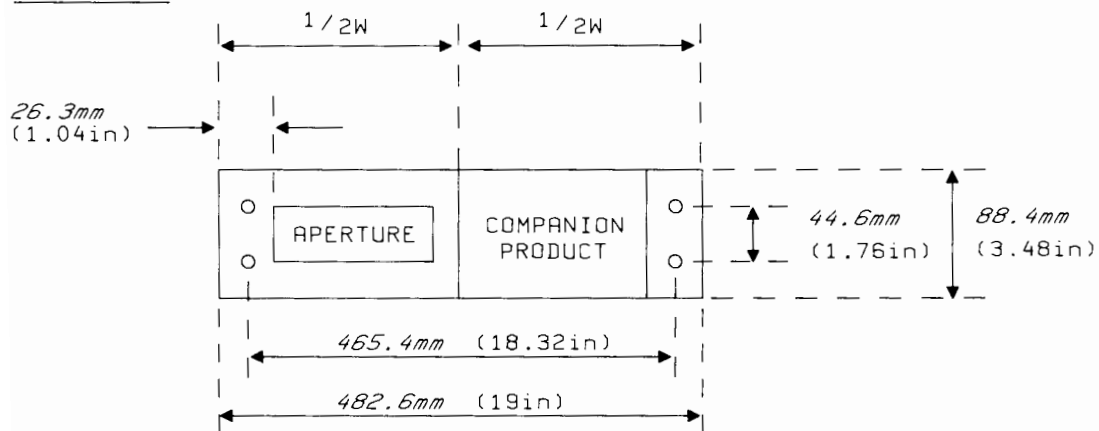 1/2W 1/2W
26.3mm
(1.04in)
APERTURE
COMPANION
PRODUCT
44.6mm
(1.76in)
88.4mm
(3.48in)
465.4mm (18.32in)
482.6mm (19in)